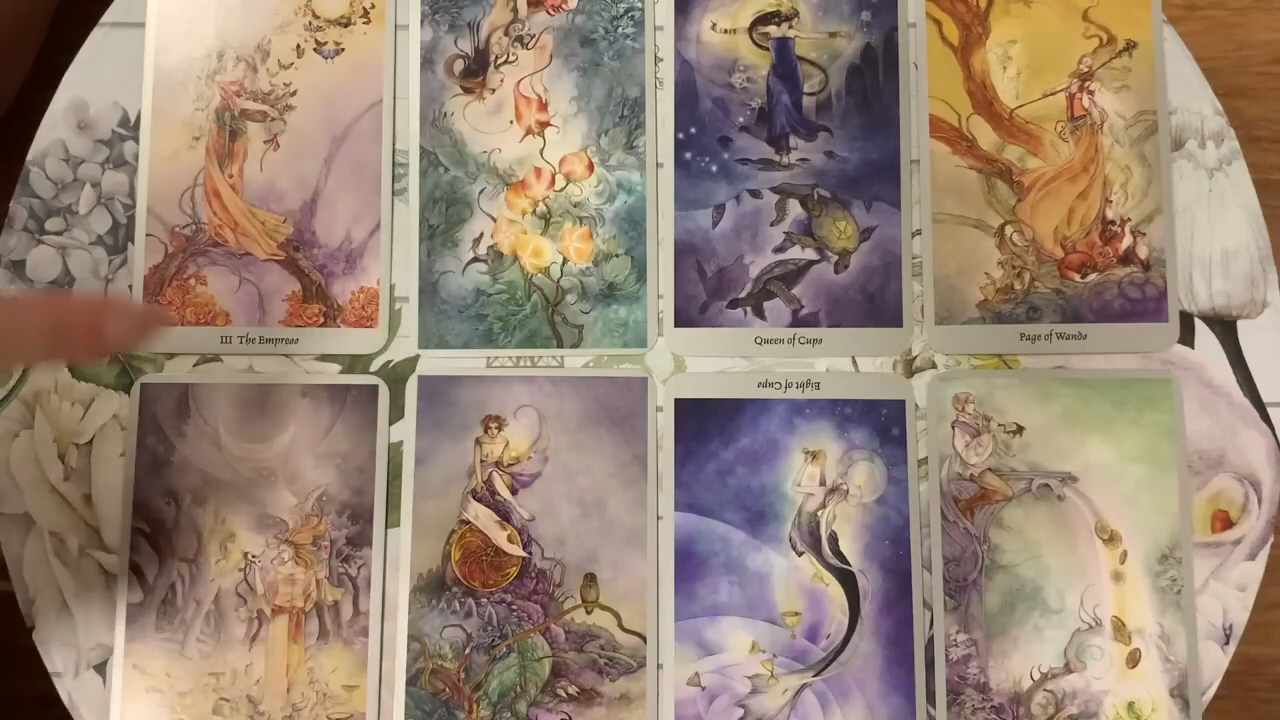 III The Empress
Queen of Cups
Page of Wands
Eight of Cups